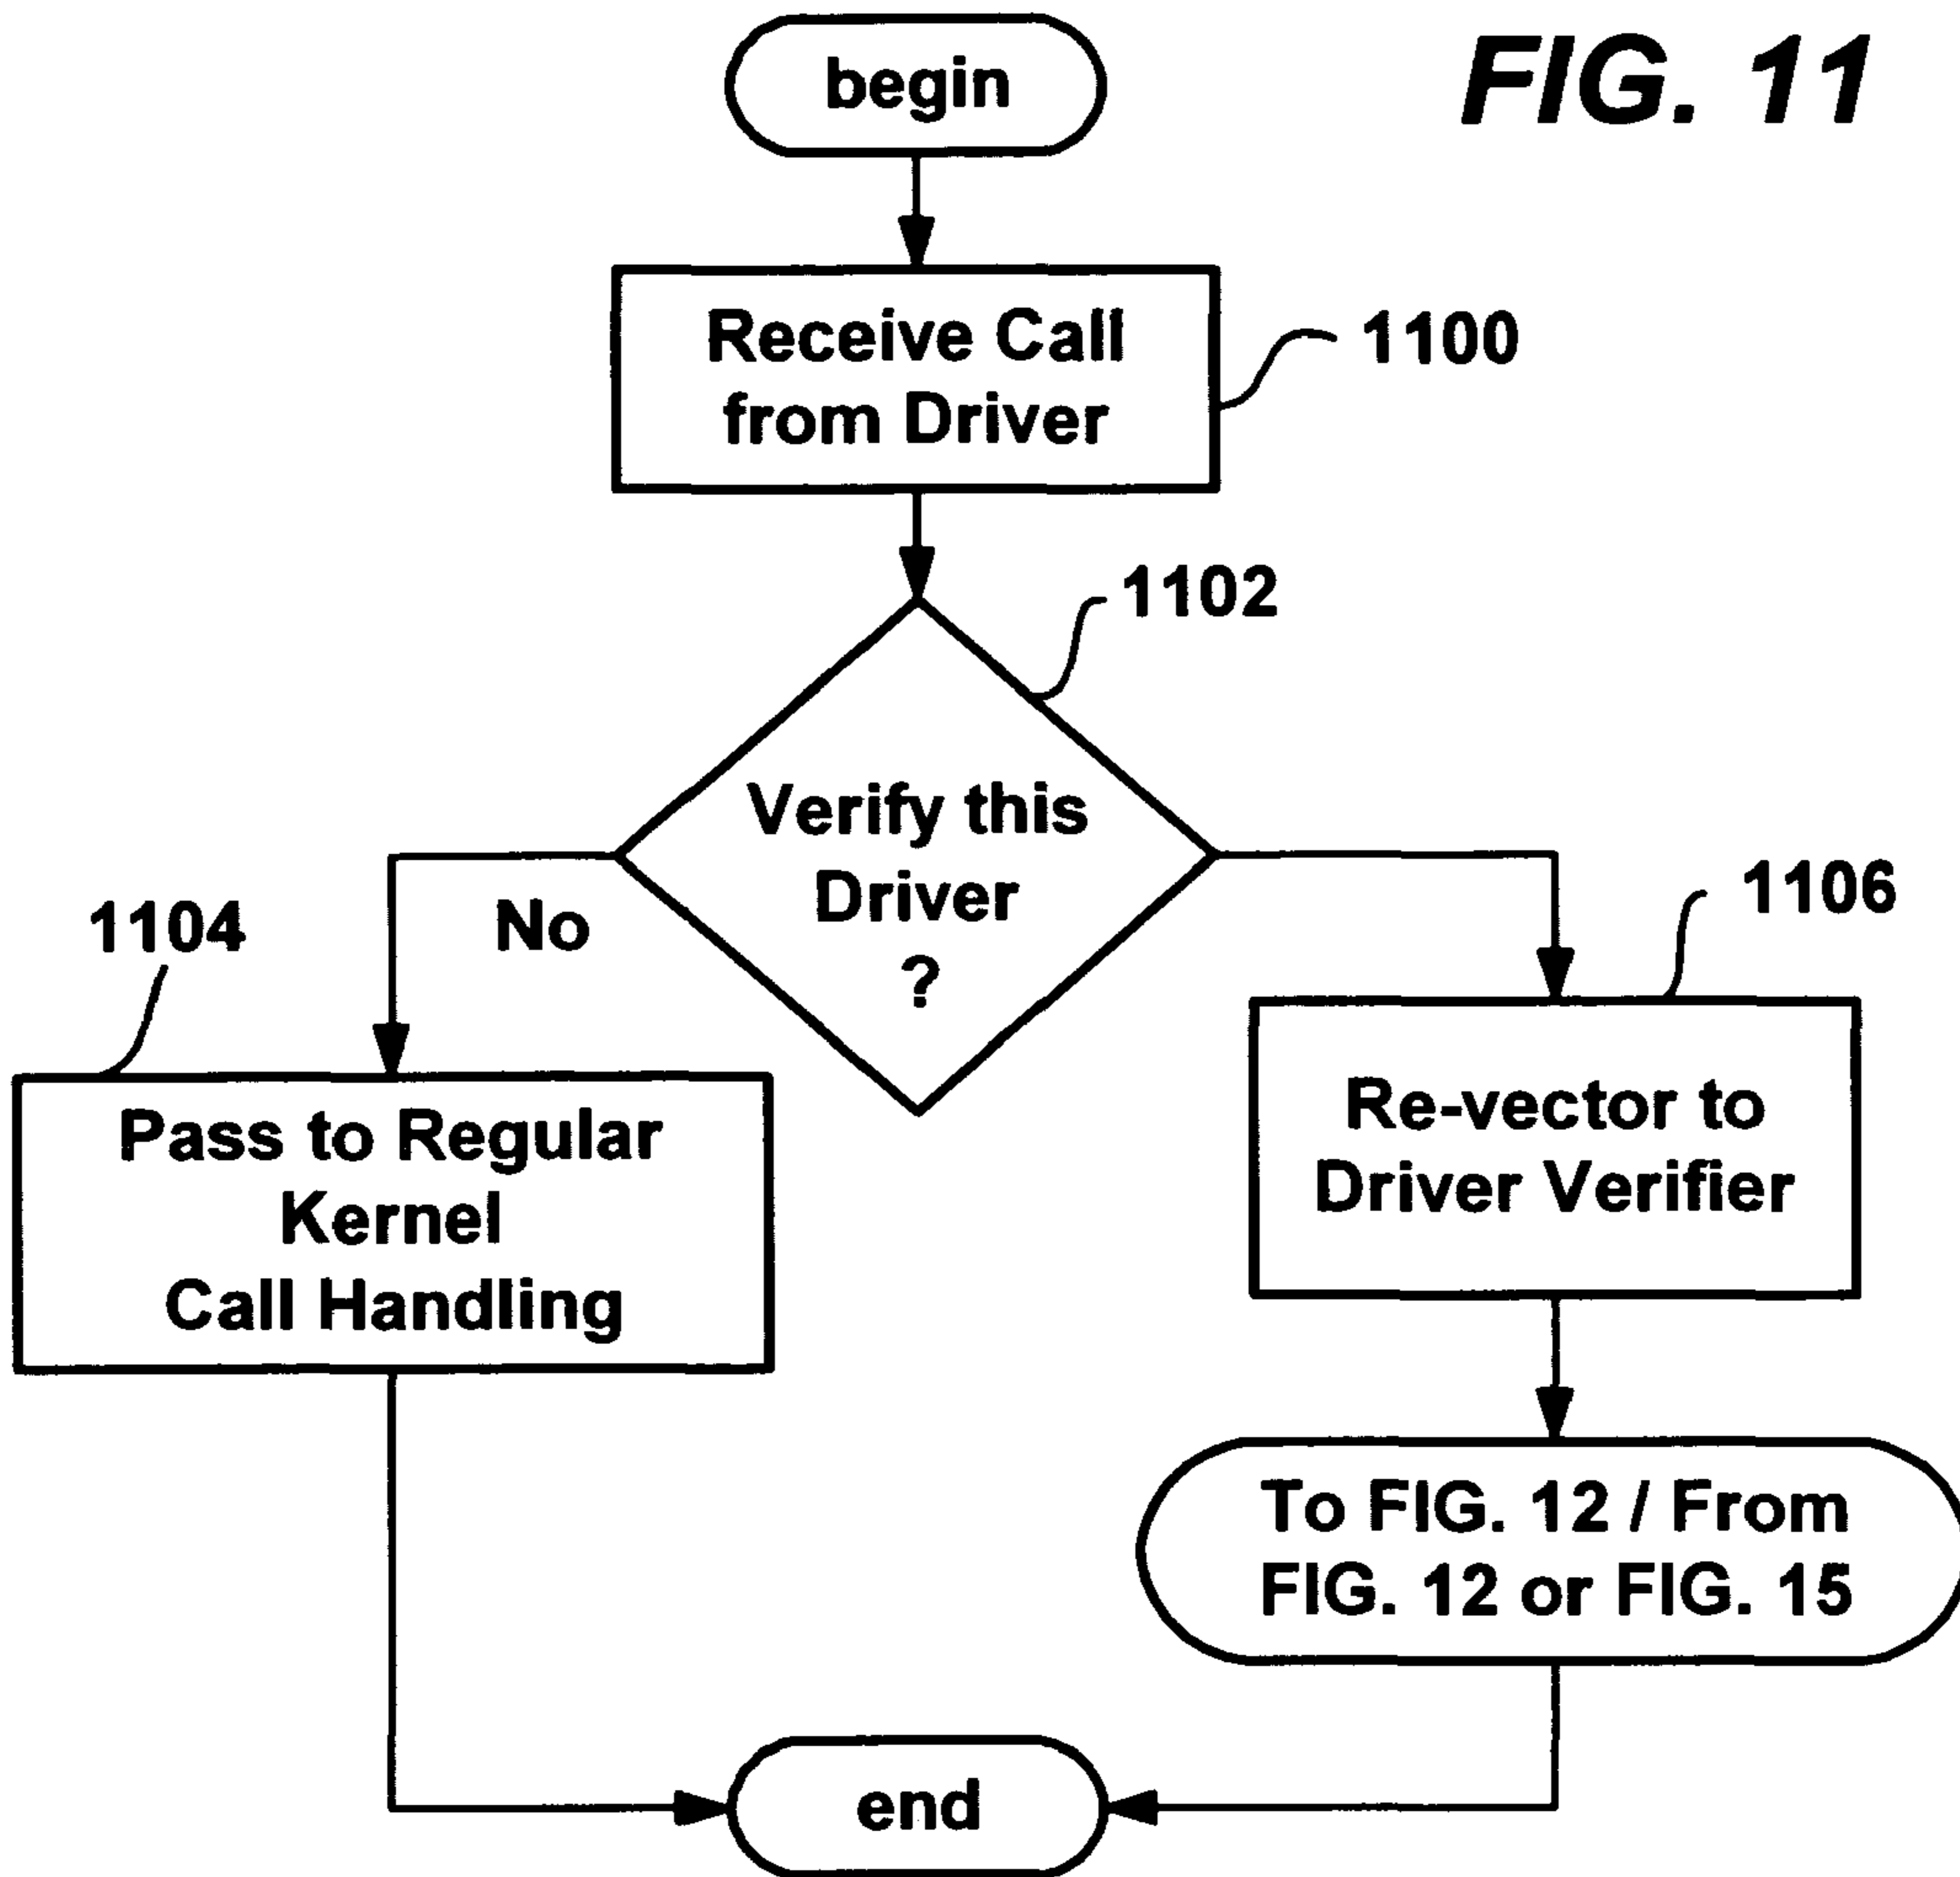 FIG. 11
begin
Receive Call
from Driver
1100
1102
Verify this
Driver
?
No
1104
1106
Pass to Regular
Kernel
Call Handling
Re-vector to
Driver Verifier
To FIG. 12 / From
FIG. 12 or FIG. 15
end